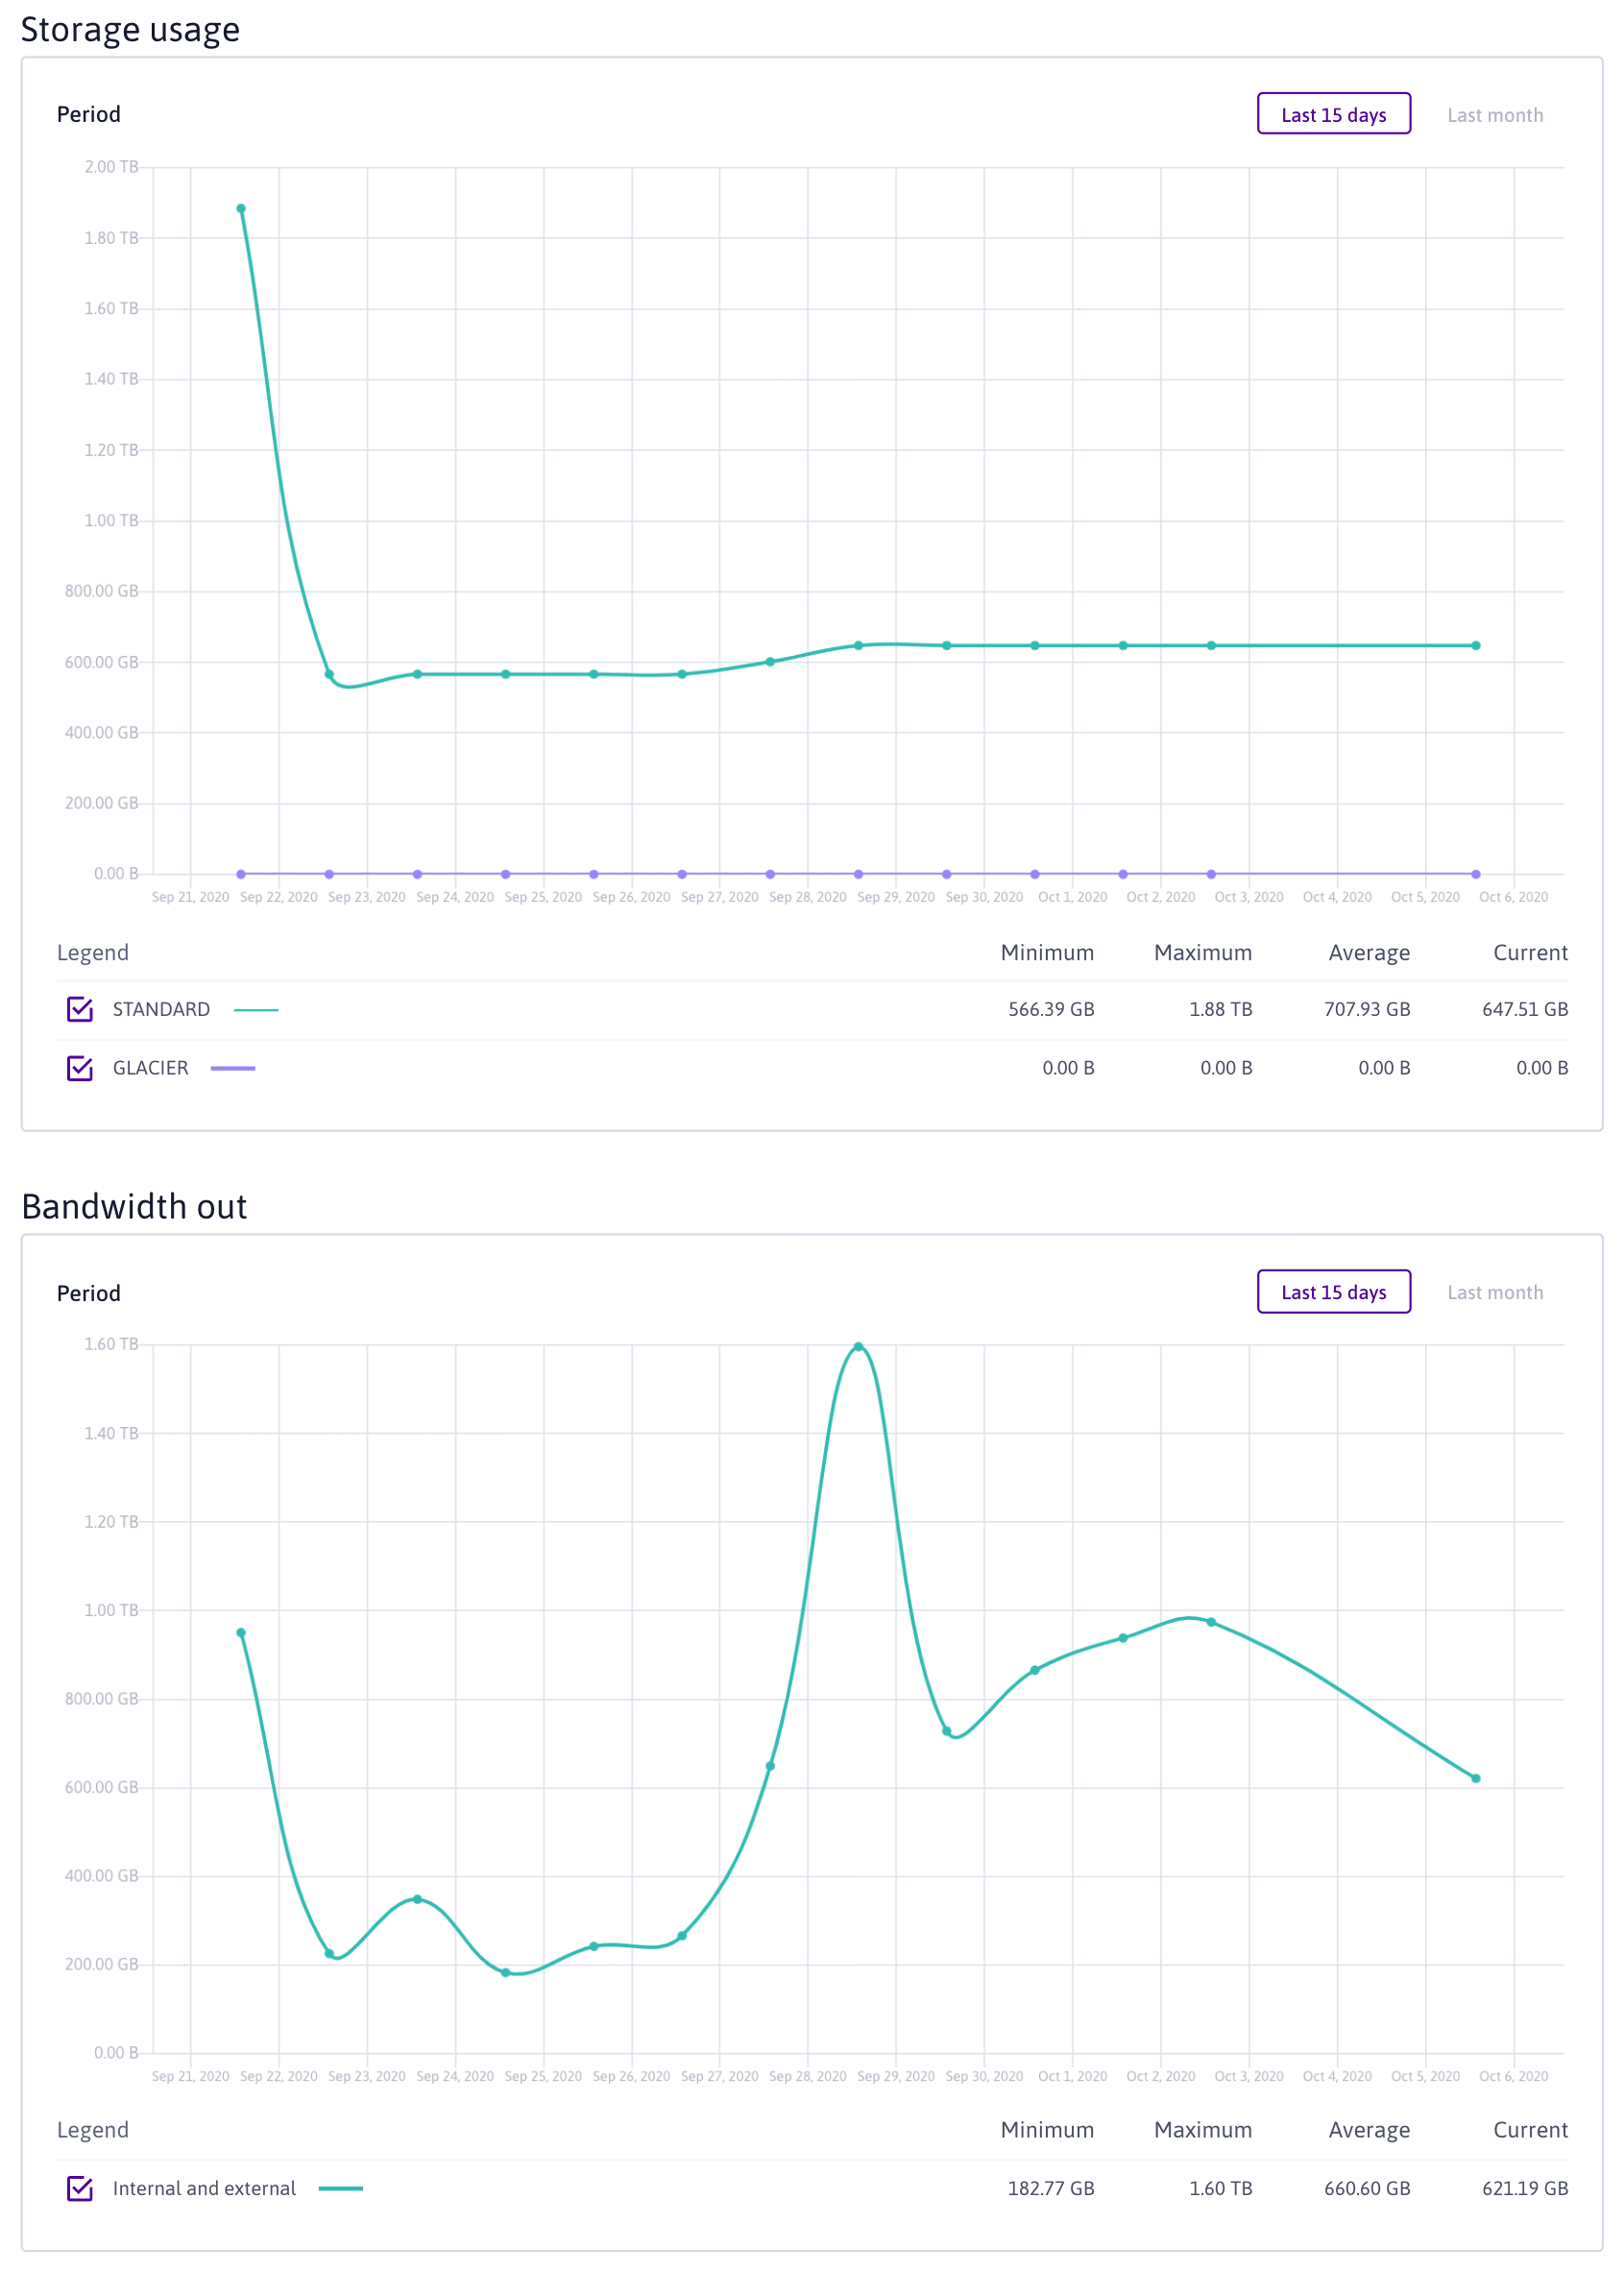 Storage usage
Period
Last 15 days Last month
2.00 TB
1.80 TB
1.60 TB
1.40 TB
1.20 TB
1.00 TB
800.00 GB
600.00 GB
400.00 GB
200.00 GB
0.00 B
Sep 21, 2020 Sep 22, 2020 Sep 23, 2020 Sep 24, 2020 Sep 25, 2020 Sep 26, 2020 Sep 27, 2020 Sep 28, 2020 Sep 29, 2020 Sep 30, 2020 Oct 1, 2020 Oct 2, 2020 Oct 3, 2020 Oct 4, 2020 Oct 5, 2020 Oct 6, 2020
Legend Minimum Maximum Average Current
STANDARD 566.39 GB 1.88 TB 707.93 GB 647.51 GB
GLACIER 0.00 B 0.00 B 0.00 B 0.00 B
Bandwidth out
Period
Last 15 days Last month
1.60 TB
1.40 TB
1.20 TB
1.00 TB
800.00 GB
600.00 GB
400.00 GB
200.00 GB
0.00 B
Sep 21, 2020 Sep 22, 2020 Sep 23, 2020 Sep 24, 2020 Sep 25, 2020 Sep 26, 2020 Sep 27, 2020 Sep 28, 2020 Sep 29, 2020 Sep 30, 2020 Oct 1, 2020 Oct 2, 2020 Oct 3, 2020 Oct 4, 2020 Oct 5, 2020 Oct 6, 2020
Legend Minimum Maximum Average Current
Internal and external 182.77 GB 1.60 TB 660.60 GB 621.19 GB